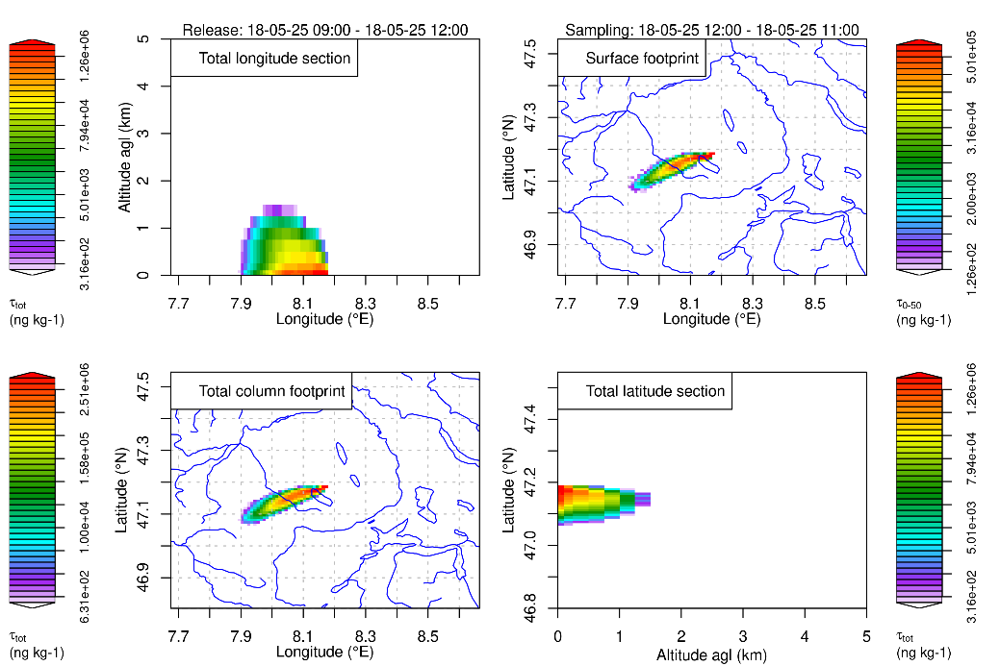 Release: 18-05-25 09:00 - 18-05-25 12:00
Total longitude section
Altitude agl (km)
5
4
3
2
1
0
7.7 7.9 8.1 8.3 8.5
Longitude (°E)
1.26e+06
7.94e+04
5.01e+03
3.16e+02
τtot
(ng kg-1)
Sampling: 18-05-25 12:00 - 18-05-25 11:00
Surface footprint
Latitude (°N)
47.5
47.3
47.1
46.9
7.7 7.9 8.1 8.3 8.5
Longitude (°E)
5.01e+05
3.16e+04
2.00e+03
1.26e+02
τ0-50
(ng kg-1)
Total column footprint
Latitude (°N)
47.5
47.3
47.1
46.9
7.7 7.9 8.1 8.3 8.5
Longitude (°E)
2.51e+06
1.58e+05
1.00e+04
6.31e+02
τtot
(ng kg-1)
Total latitude section
Latitude (°N)
47.4
47.2
47.0
46.8
0 1 2 3 4 5
Altitude agl (km)
1.26e+06
7.94e+04
5.01e+03
3.16e+02
τtot
(ng kg-1)